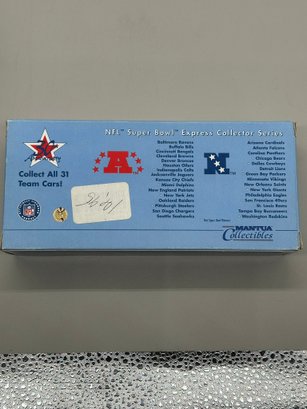 NFL™ Super Bowl™ Express Collector Series
Collect All 31
Team Cars!
A
Baltimore Ravens
Buffalo Bills
Cincinnati Bengals
Cleveland Browns
Denver Broncos
Houston Oilers
Indianapolis Colts
Jacksonville Jaguars
Kansas City Chiefs
Miami Dolphins
New England Patriots
New York Jets
Oakland Raiders
Pittsburgh Steelers
San Diego Chargers
Seattle Seahawks
N
Arizona Cardinals
Atlanta Falcons
Carolina Panthers
Chicago Bears
Dallas Cowboys
Detroit Lions
Green Bay Packers
Minnesota Vikings
New Orleans Saints
New York Giants
Philadelphia Eagles
San Francisco 49ers
St. Louis Rams
Tampa Bay Buccaneers
Washington Redskins
NFL
MANTUA
Collectibles